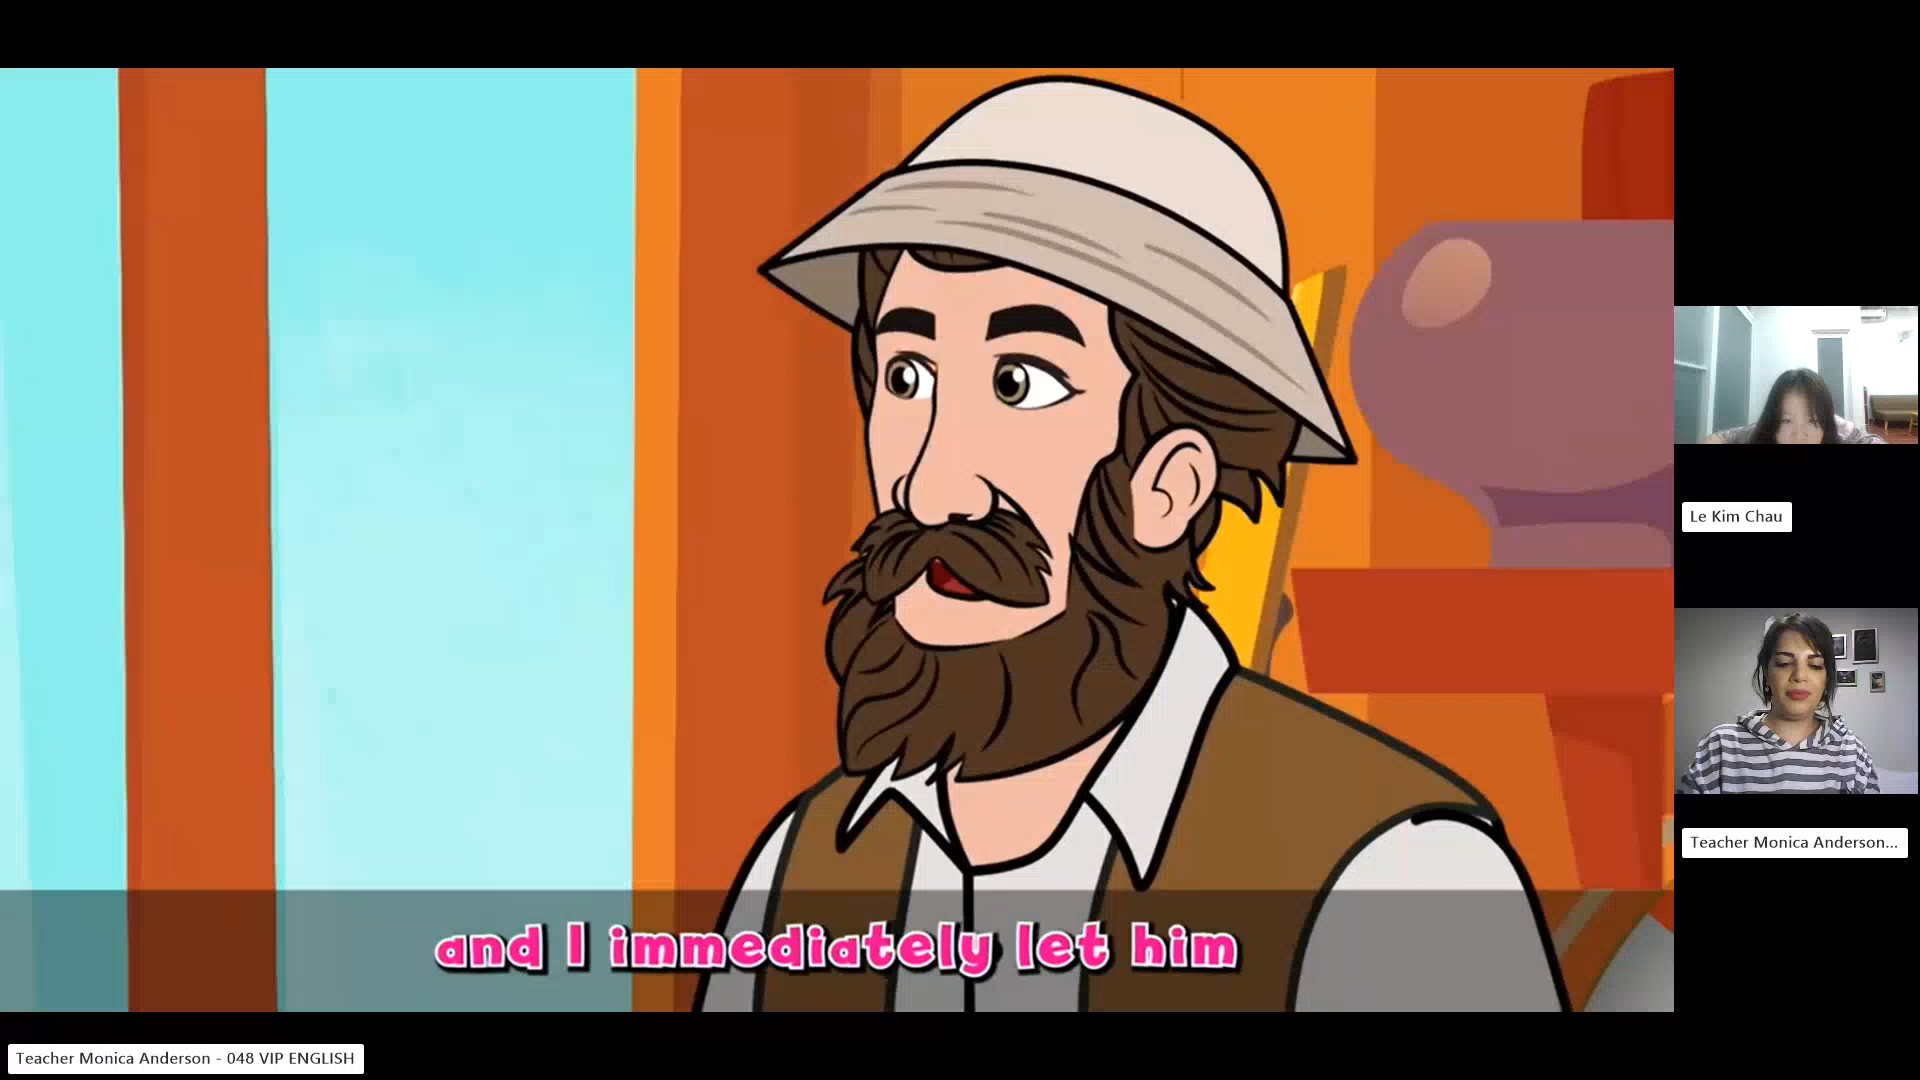 and I immediately let him
Le Kim Chau
Teacher Monica Anderson...
Teacher Monica Anderson - 048 VIP ENGLISH